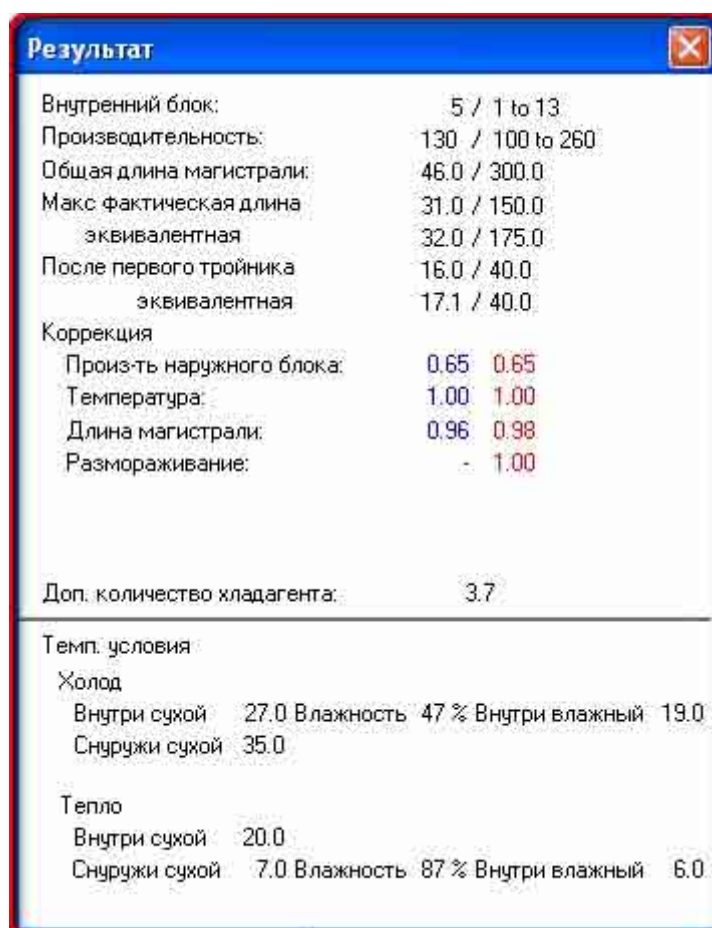 Результат
Внутренний блок: 5 / 1 to 13
Производительность: 130 / 100 to 260
Общая длина магистрали: 46.0 / 300.0
Макс фактическая длина 31.0 / 150.0
эквивалентная 32.0 / 175.0
После первого тройника 16.0 / 40.0
эквивалентная 17.1 / 40.0
Коррекция
Произ-ть наружного блока: 0.65 0.65
Температура: 1.00 1.00
Длина магистрали: 0.96 0.98
Размораживание: - 1.00
Доп. количество хладагента: 3.7
Темп. условия
Холод
Внутри сухой 27.0 Влажность 47 % Внутри влажный 19.0
Снуружи сухой 35.0
Тепло
Внутри сухой 20.0
Снуружи сухой 7.0 Влажность 87 % Внутри влажный 6.0